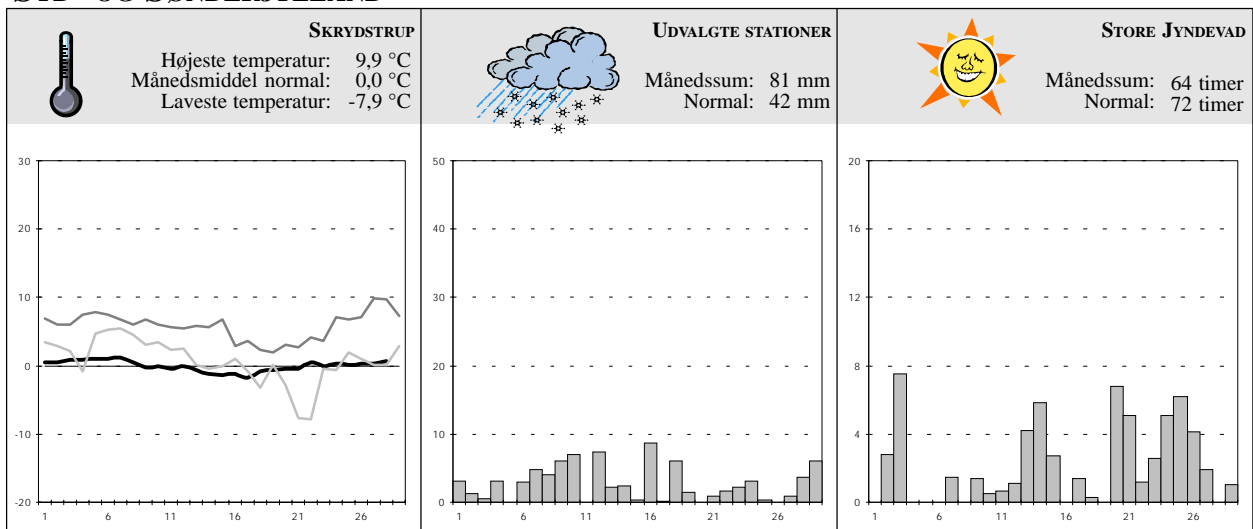 SYD- OG SØNDERJYLLAND
SKRYDSTRUP
Højeste temperatur: 9,9 °C
Månedsmiddel normal: 0,0 °C
Laveste temperatur: -7,9 °C
UDVALGTE STATIONER
Månedssum: 81 mm
Normal: 42 mm
STORE JYNDEVAD
Månedssum: 64 timer
Normal: 72 timer
30
20
10
0
-10
-20
1 6 11 16 21 26
50
40
30
20
10
0
1 6 11 16 21 26
20
16
12
8
4
0
1 6 11 16 21 26